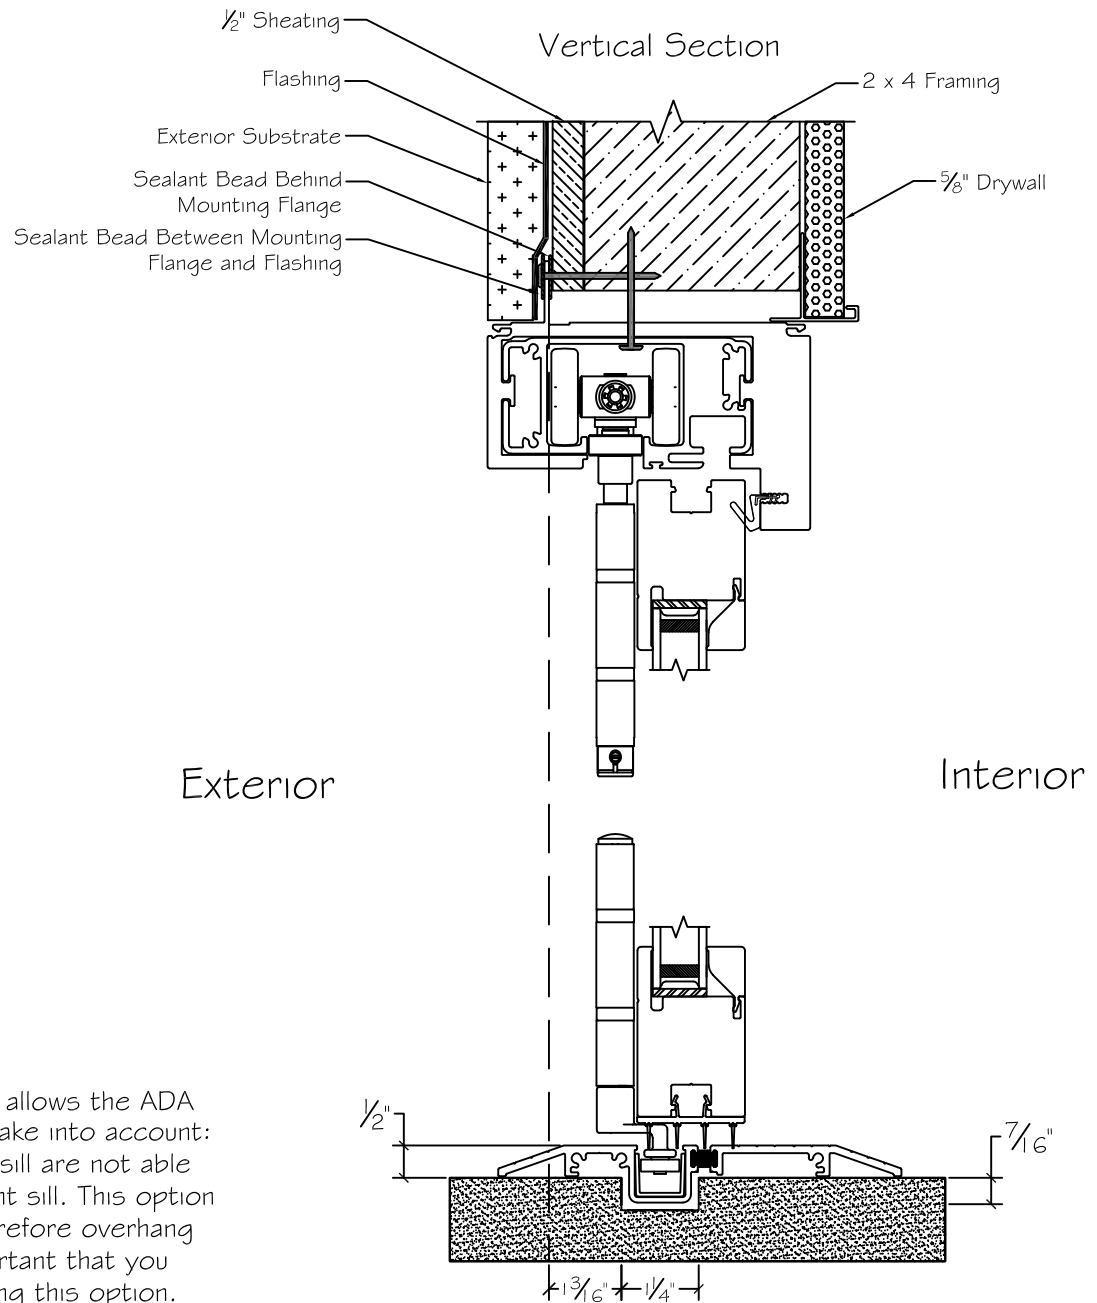 ½" Sheating
Vertical Section
Flashing
2 x 4 Framing
Exterior Substrate
Sealant Bead Behind
Mounting Flange
⅝" Drywall
Sealant Bead Between Mounting
Flange and Flashing
Exterior
Interior
allows the ADA
ake into account:
sill are not able
nt sill. This option
refore overhang
rtant that you
ng this option.
½"
7/16"
1 3/16"
1¼"